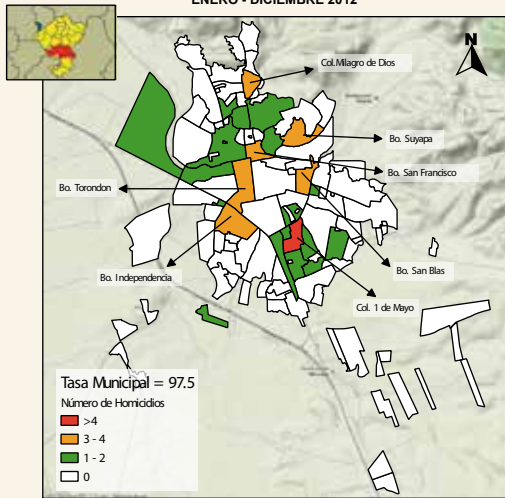 ENERO - DICIEMBRE 2012
N
Col.Milagro de Dios
Bo. Suyapa
Bo. San Francisco
Bo. Torondon
Bo. San Blas
Bo. Independencia
Col. 1 de Mayo
Tasa Municipal = 97.5
Número de Homicidios
>4
3 - 4
1 - 2
0